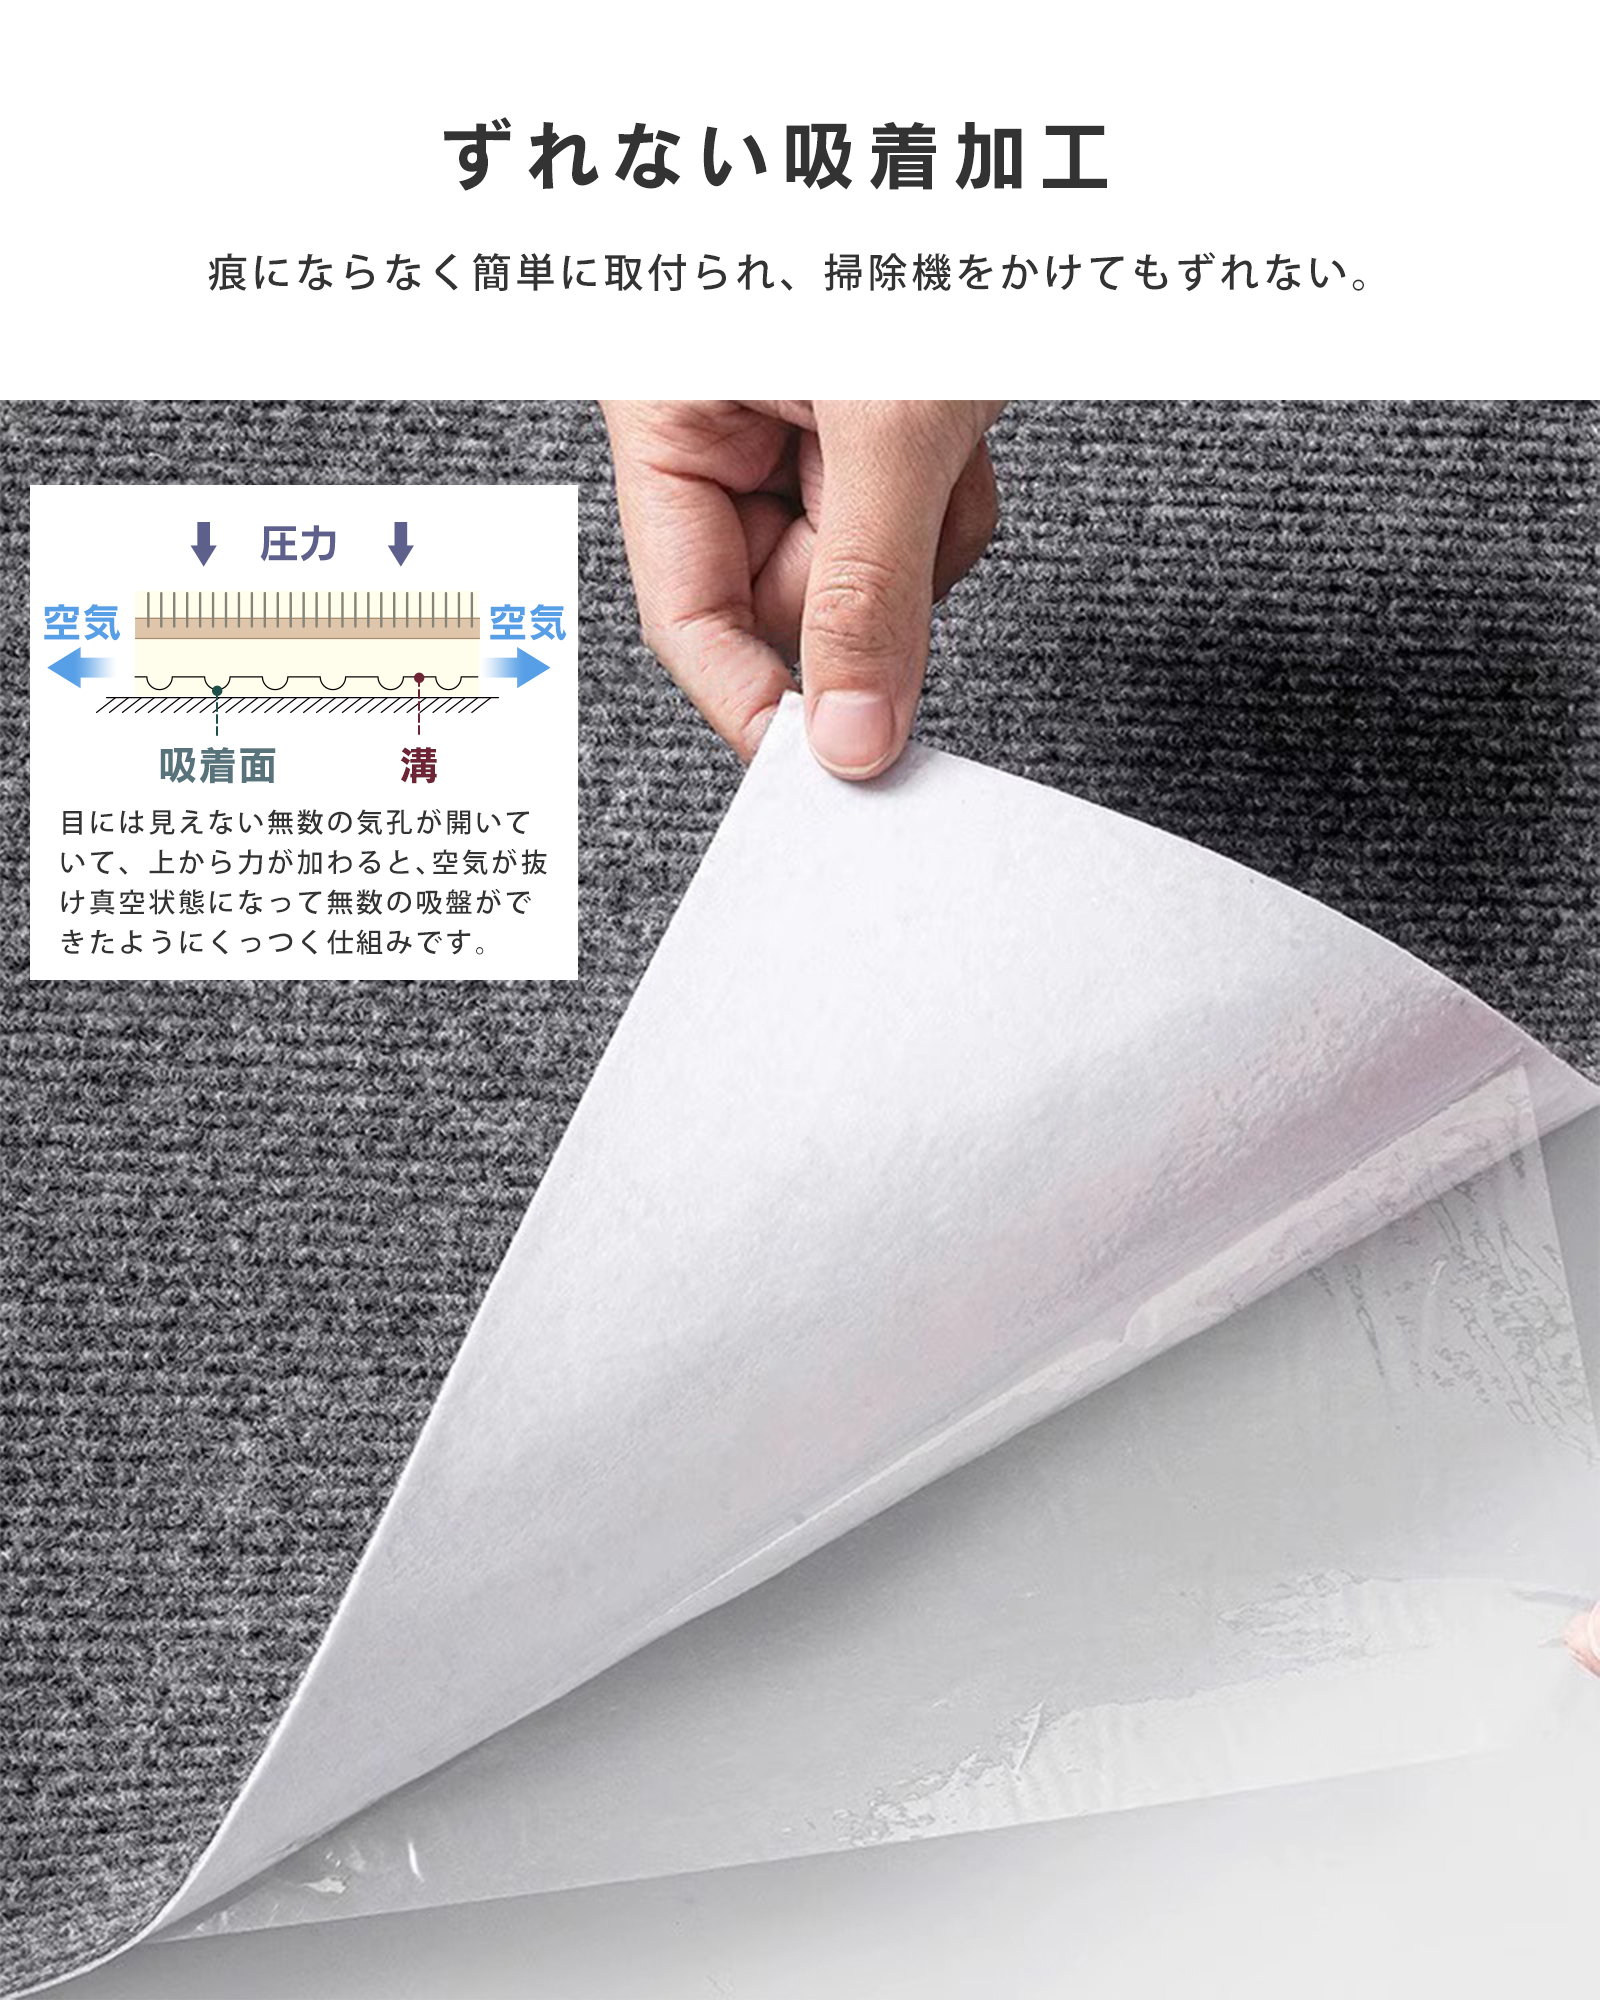 ずれない吸着加工
痕にならなく簡単に取付られ、掃除機をかけてもずれない。
圧力
空気
空気
吸着面
溝
目には見えない無数の気孔が開いて
いて、上から力が加わると､空気が抜
け真空状態になって無数の吸盤がで
きたようにくっつく仕組みです。